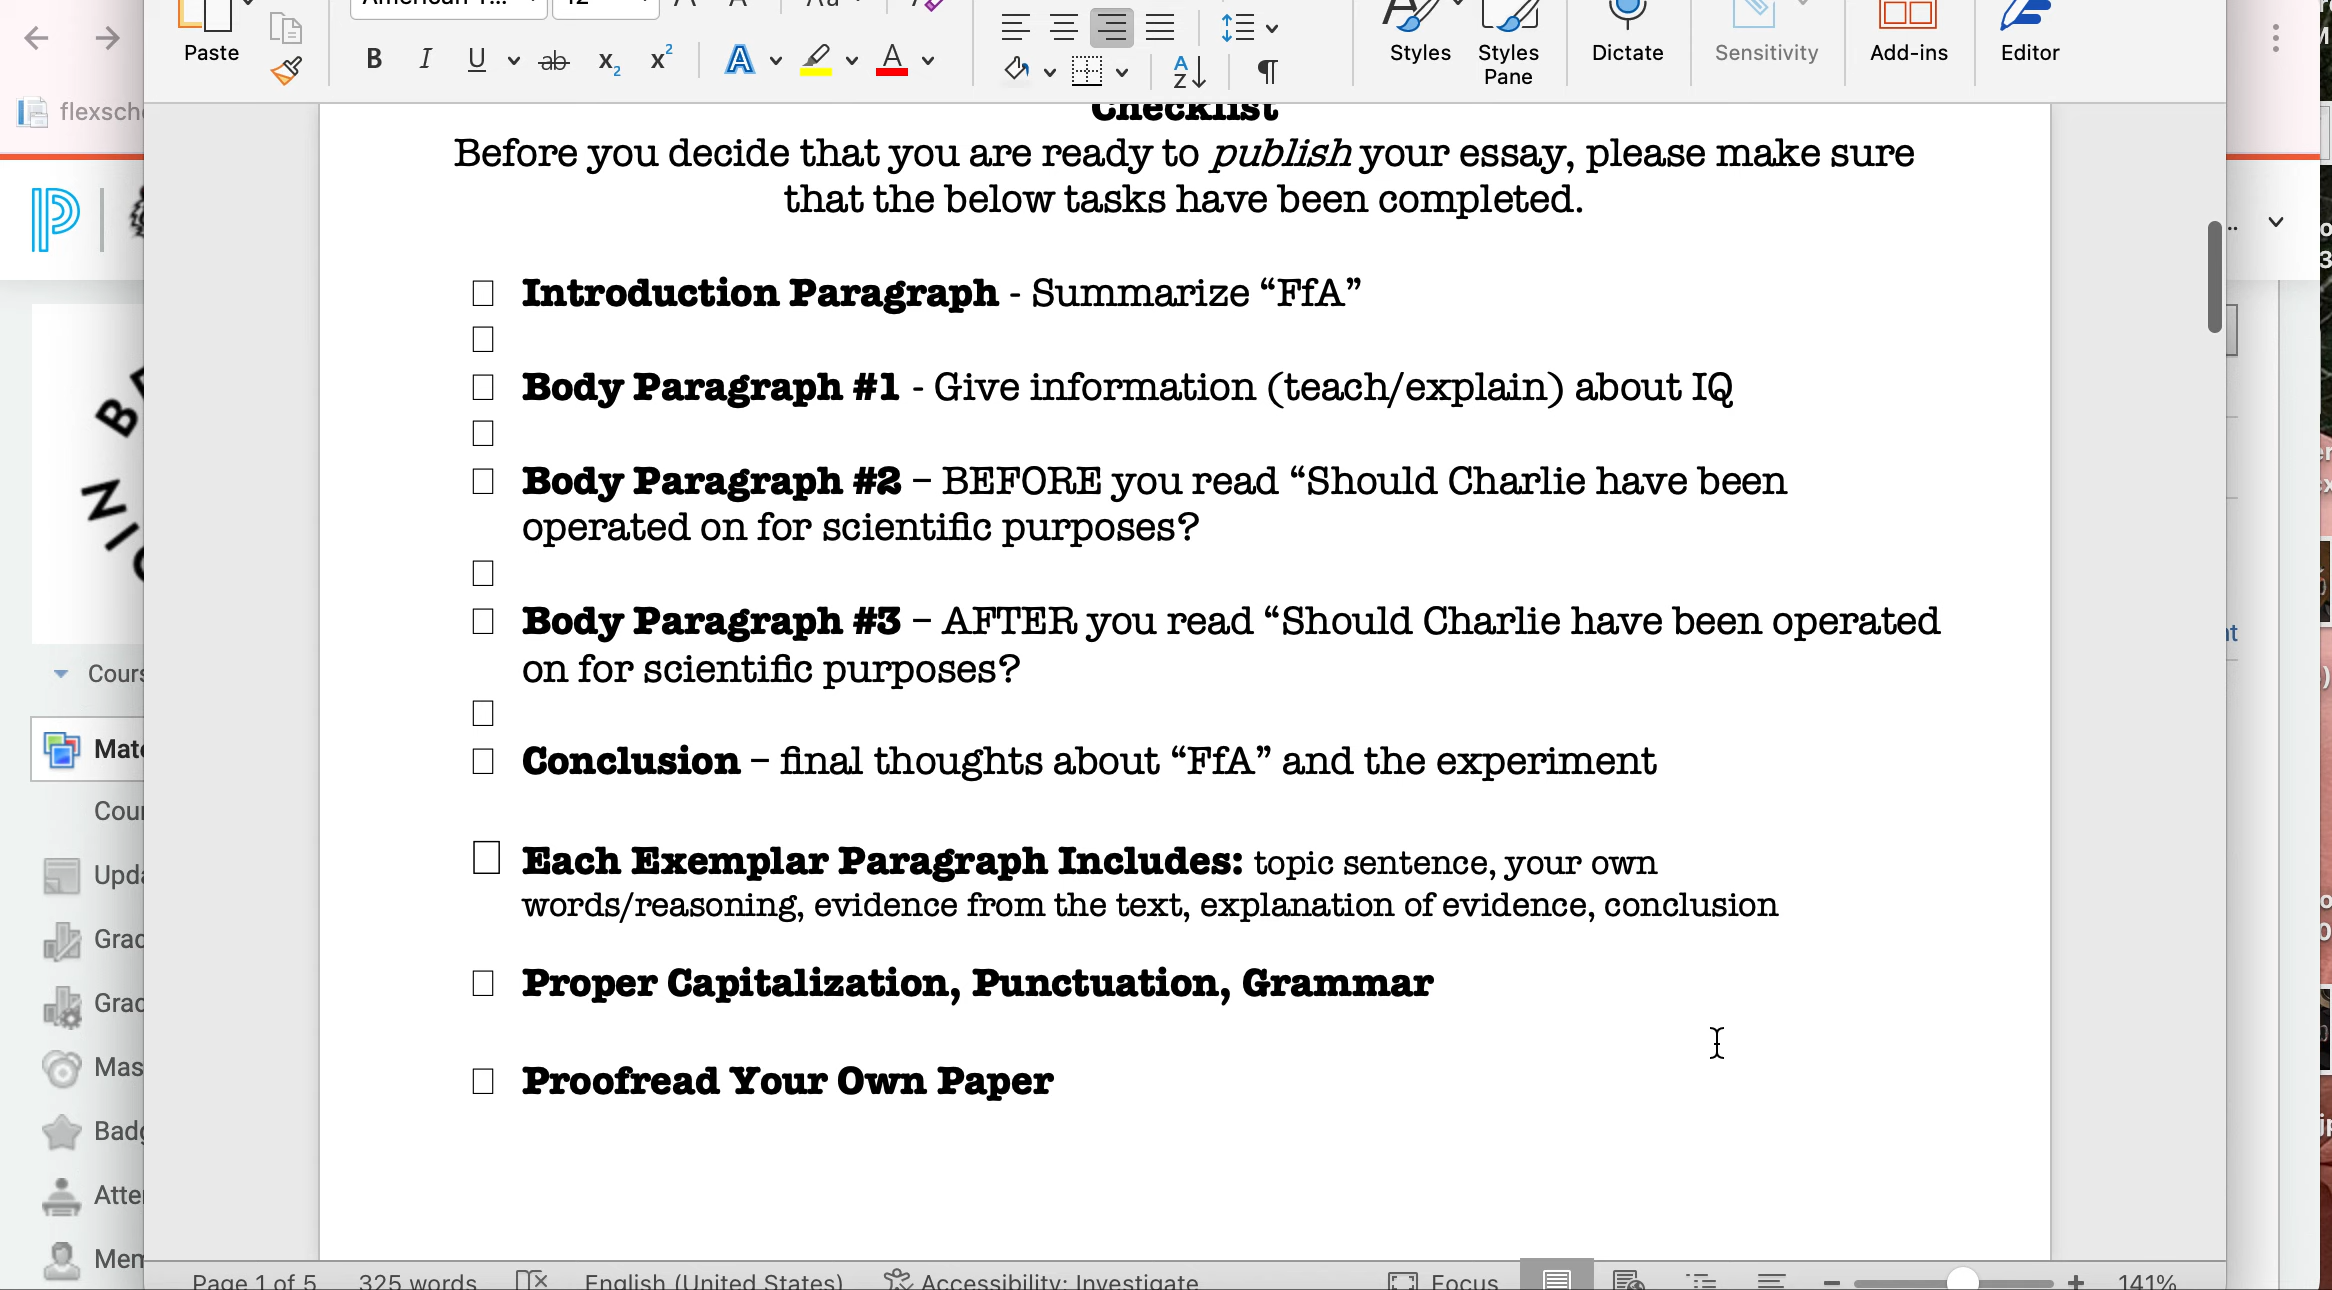 Paste
B I U ab x2 x2 A A
A
Z
¶
Styles
Styles
Pane
Dictate
Sensitivity
Add-ins
Editor
Checklist
Before you decide that you are ready to publish your essay, please make sure
that the below tasks have been completed.
Introduction Paragraph - Summarize “FfA”
Body Paragraph #1 - Give information (teach/explain) about IQ
Body Paragraph #2 – BEFORE you read “Should Charlie have been
operated on for scientific purposes?
Body Paragraph #3 – AFTER you read “Should Charlie have been operated
on for scientific purposes?
Conclusion – final thoughts about “FfA” and the experiment
Each Exemplar Paragraph Includes: topic sentence, your own
words/reasoning, evidence from the text, explanation of evidence, conclusion
Proper Capitalization, Punctuation, Grammar
Proofread Your Own Paper
Page 1 of 5 325 words English (United States) Accessibility: Investigate Focus 141%